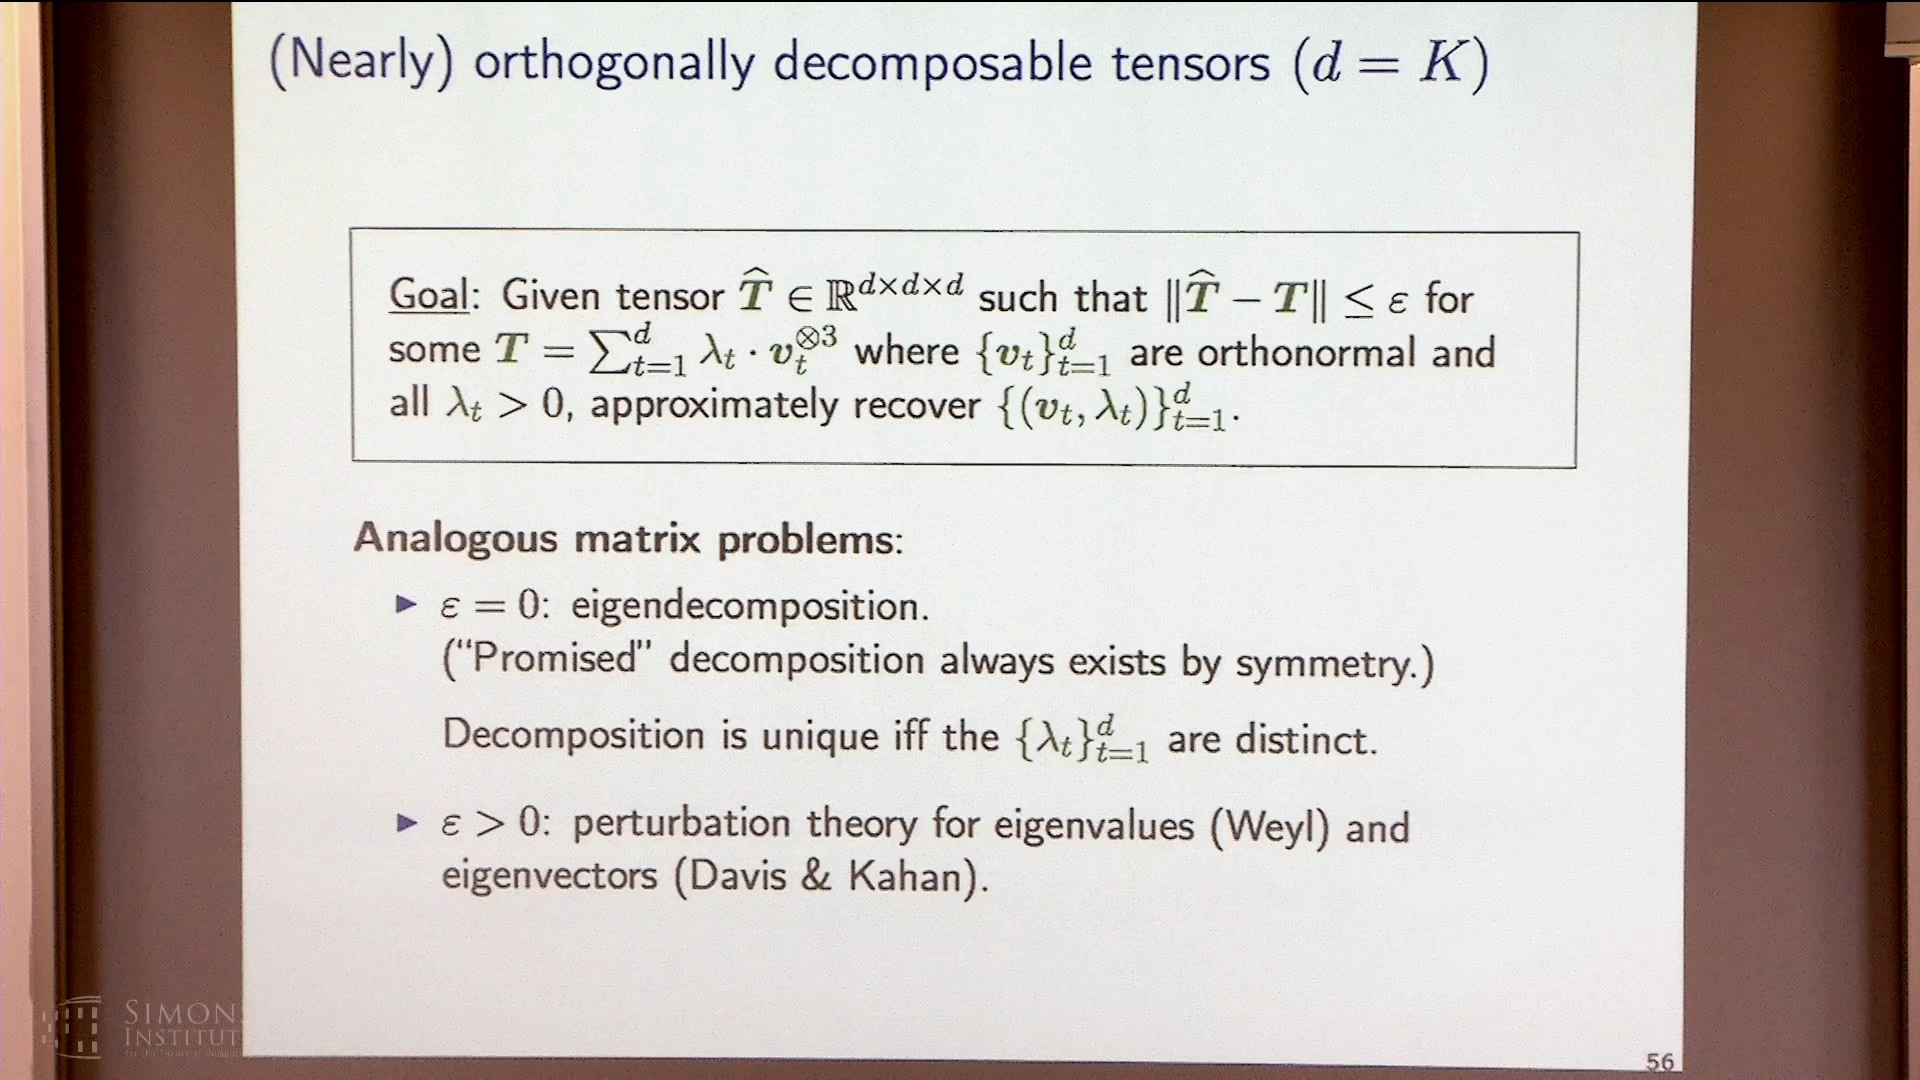 (Nearly) orthogonally decomposable tensors (d = K)
Goal: Given tensor T̂ ∈ ℝ^{d×d×d} such that ‖T̂ − T‖ ≤ ε for
some T = ∑_{t=1}^{d} λ_t · v_t^{⊗3} where {v_t}_{t=1}^{d} are orthonormal and
all λ_t > 0, approximately recover {(v_t, λ_t)}_{t=1}^{d}.
Analogous matrix problems:
▶ ε = 0: eigendecomposition.
(“Promised” decomposition always exists by symmetry.)
Decomposition is unique iff the {λ_t}_{t=1}^{d} are distinct.
▶ ε > 0: perturbation theory for eigenvalues (Weyl) and
eigenvectors (Davis & Kahan).
SIMONS
INSTITUT
56